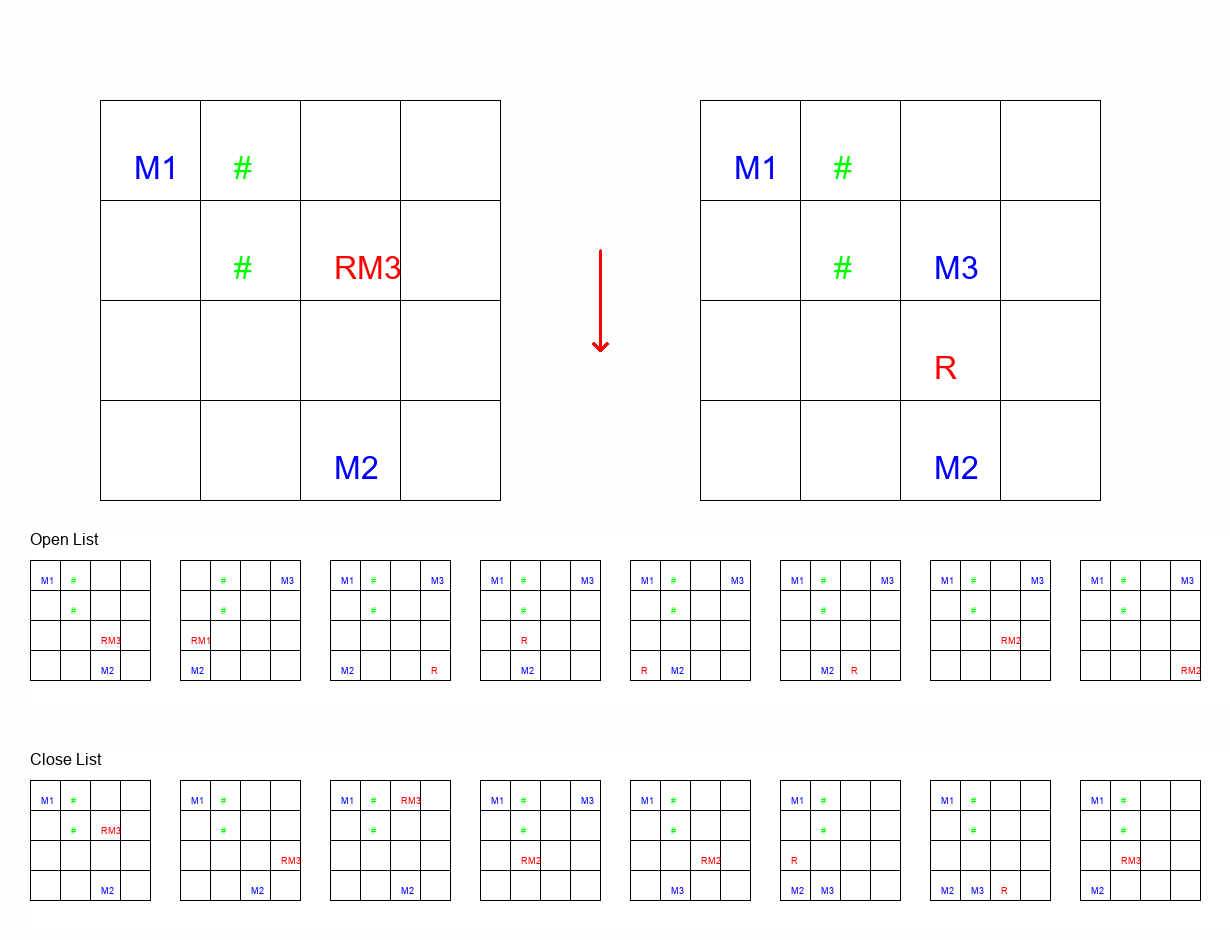 M1 # M1 #
# RM3 # M3
R
M2 M2
Open List
M1 # # M3 M1 # M3 M1 # M3 M1 # M3 M1 # M3 M1 # M3 M1 # M3
# # # # # # # #
RM3 RM1 R RM2
M2 M2 M2 R M2 R M2 M2 R RM2
Close List
M1 # M1 # M1 # RM3 M1 # M3 M1 # M1 # M1 # M1 #
# RM3 # # # # # # #
RM3 RM2 RM2 R RM3
M2 M2 M2 M3 M2 M3 M2 M3 R M2